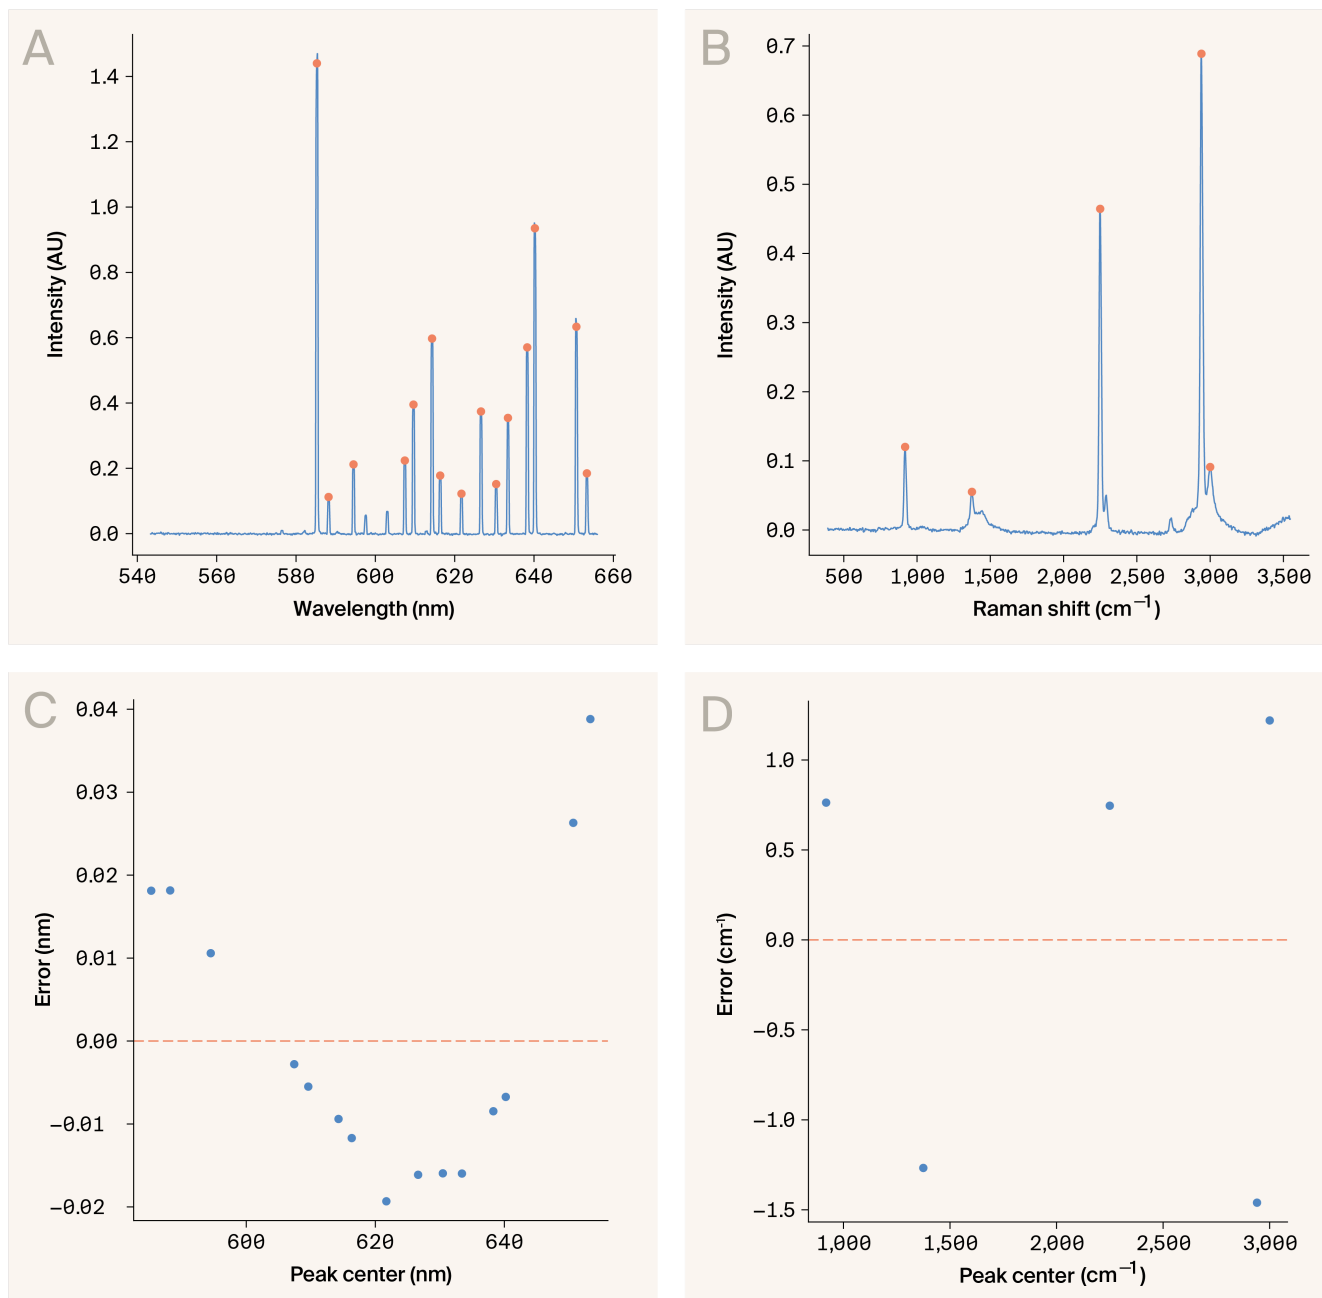 A
1.4
1.2
1.0
0.8
0.6
0.4
0.2
0.0
Intensity (AU)
540 560 580 600 620 640 660
Wavelength (nm)
B
0.7
0.6
0.5
0.4
0.3
0.2
0.1
0.0
Intensity (AU)
500 1,000 1,500 2,000 2,500 3,000 3,500
Raman shift (cm⁻¹)
C
0.04
0.03
0.02
0.01
0.00
−0.01
−0.02
Error (nm)
600 620 640
Peak center (nm)
D
1.0
0.5
0.0
−0.5
−1.0
−1.5
Error (cm⁻¹)
1,000 1,500 2,000 2,500 3,000
Peak center (cm⁻¹)